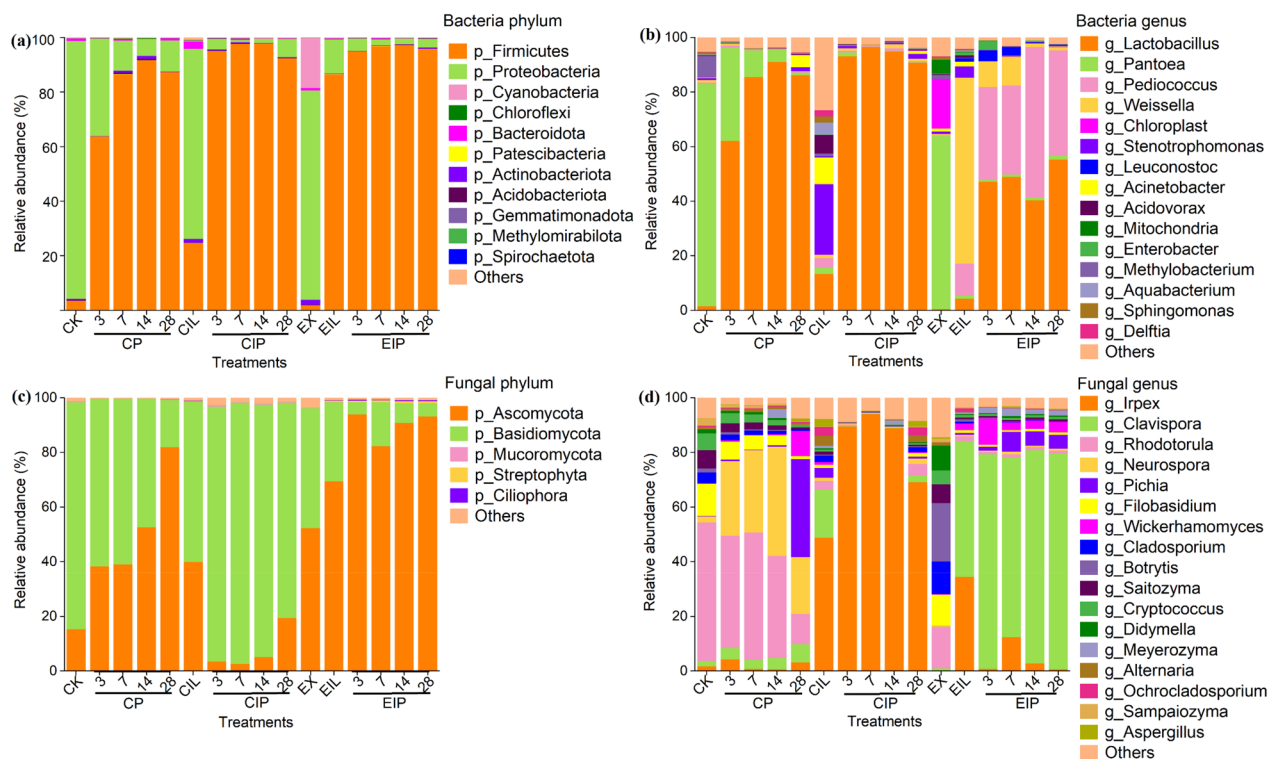 (a)
Relative abundance (%)
100
80
60
40
20
CK
3
7
14
28
CIL
3
7
14
28
EX
EIL
3
7
14
28
CP
CIP
EIP
Treatments
Bacteria phylum
p_Firmicutes
p_Proteobacteria
p_Cyanobacteria
p_Chloroflexi
p_Bacteroidota
p_Patescibacteria
p_Actinobacteriota
p_Acidobacteriota
p_Gemmatimonadota
p_Methylomirabilota
p_Spirochaetota
Others
(b)
Relative abundance (%)
100
80
60
40
20
0
CK
3
7
14
28
CIL
3
7
14
28
EX
EIL
3
7
14
28
CP
CIP
EIP
Treatments
Bacteria genus
g_Lactobacillus
g_Pantoea
g_Pediococcus
g_Weissella
g_Chloroplast
g_Stenotrophomonas
g_Leuconostoc
g_Acinetobacter
g_Acidovorax
g_Mitochondria
g_Enterobacter
g_Methylobacterium
g_Aquabacterium
g_Sphingomonas
g_Delftia
Others
(c)
Relative abundance (%)
100
80
60
40
20
0
CK
3
7
14
28
CIL
3
7
14
28
EX
EIL
3
7
14
28
CP
CIP
EIP
Treatments
Fungal phylum
p_Ascomycota
p_Basidiomycota
p_Mucoromycota
p_Streptophyta
p_Ciliophora
Others
(d)
Relative abundance (%)
100
80
60
40
20
0
CK
3
7
14
28
CIL
3
7
14
28
EX
EIL
3
7
14
28
CP
CIP
EIP
Treatments
Fungal genus
g_Irpex
g_Clavispora
g_Rhodotorula
g_Neurospora
g_Pichia
g_Filobasidium
g_Wickerhamomyces
g_Cladosporium
g_Botrytis
g_Saitozyma
g_Cryptococcus
g_Didymella
g_Meyerozyma
g_Alternaria
g_Ochrocladosporium
g_Sampaiozyma
g_Aspergillus
Others